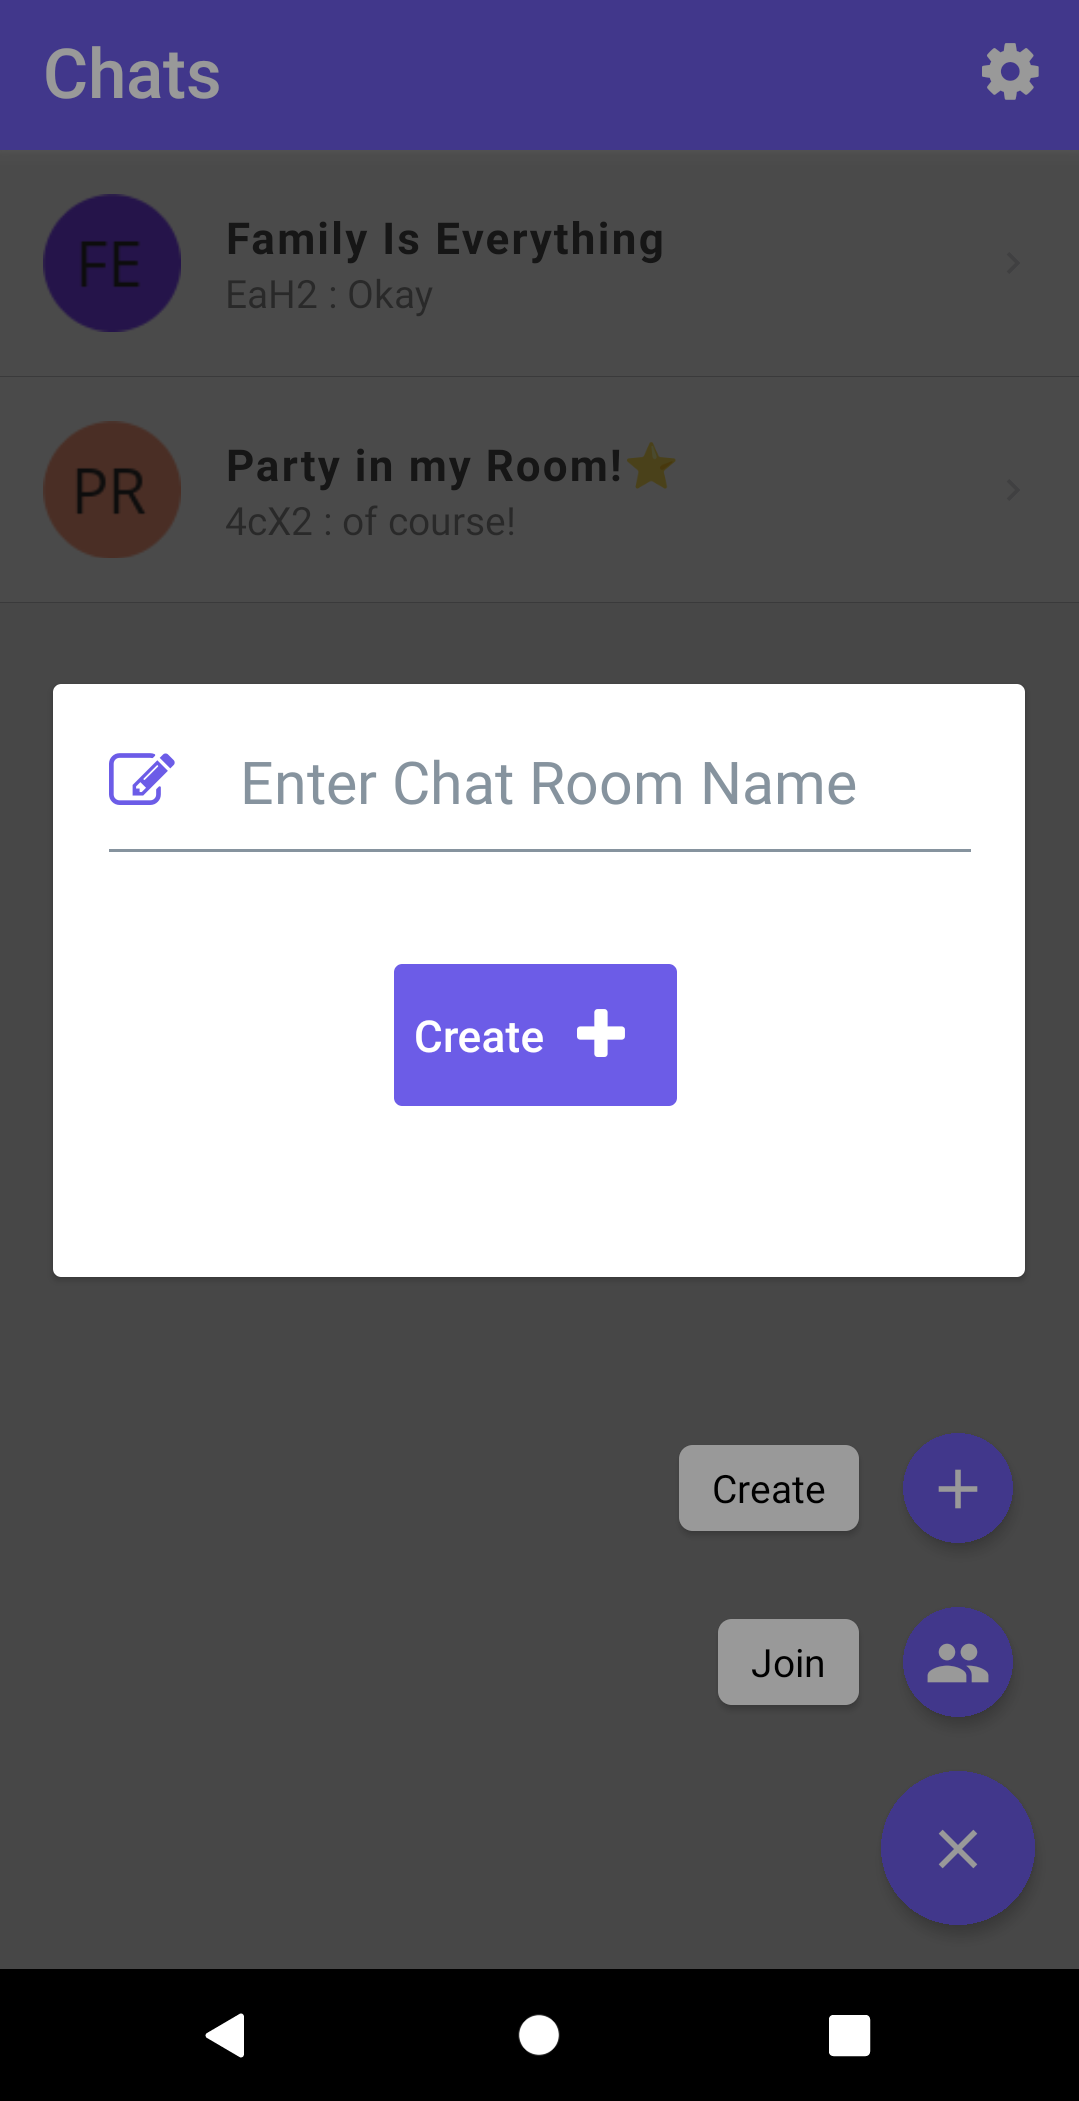 Chats
FE
Family Is Everything
EaH2 : Okay
PR
Party in my Room!⭐
4cX2 : of course!
Enter Chat Room Name
Create
Create
Join